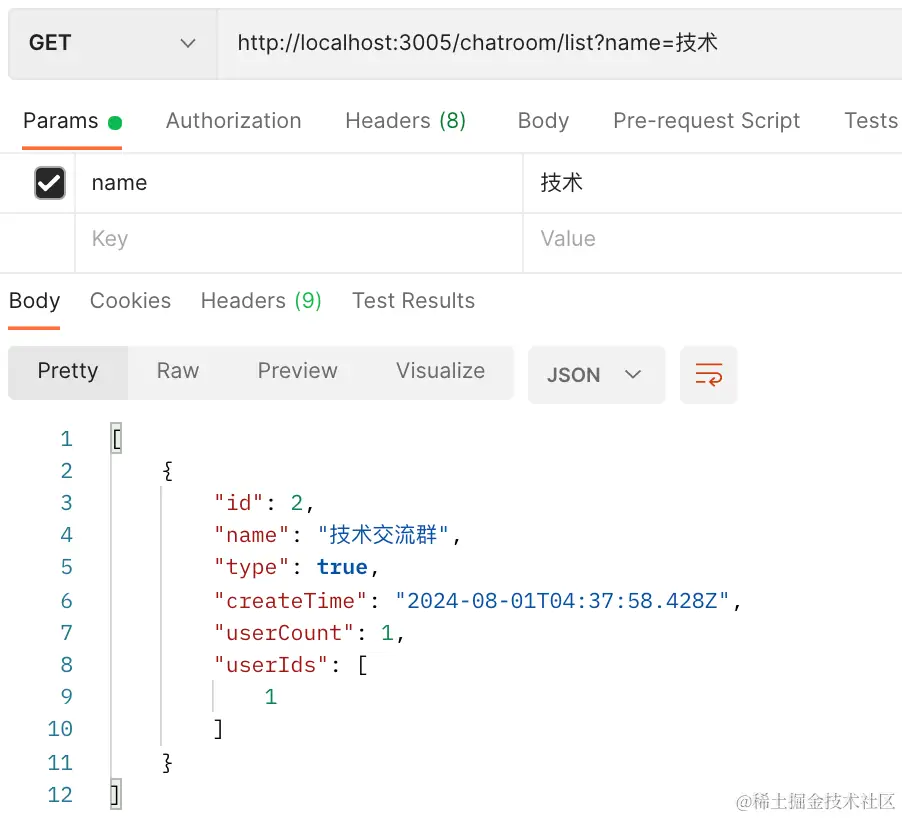 GET http://localhost:3005/chatroom/list?name=技术
Params Authorization Headers (8) Body Pre-request Script Tests
name 技术
Key Value
Body Cookies Headers (9) Test Results
Pretty Raw Preview Visualize JSON
1 [
2 {
3 "id": 2,
4 "name": "技术交流群",
5 "type": true,
6 "createTime": "2024-08-01T04:37:58.428Z",
7 "userCount": 1,
8 "userIds": [
9 1
10 ]
11 }
12 ]
@稀土掘金技术社区